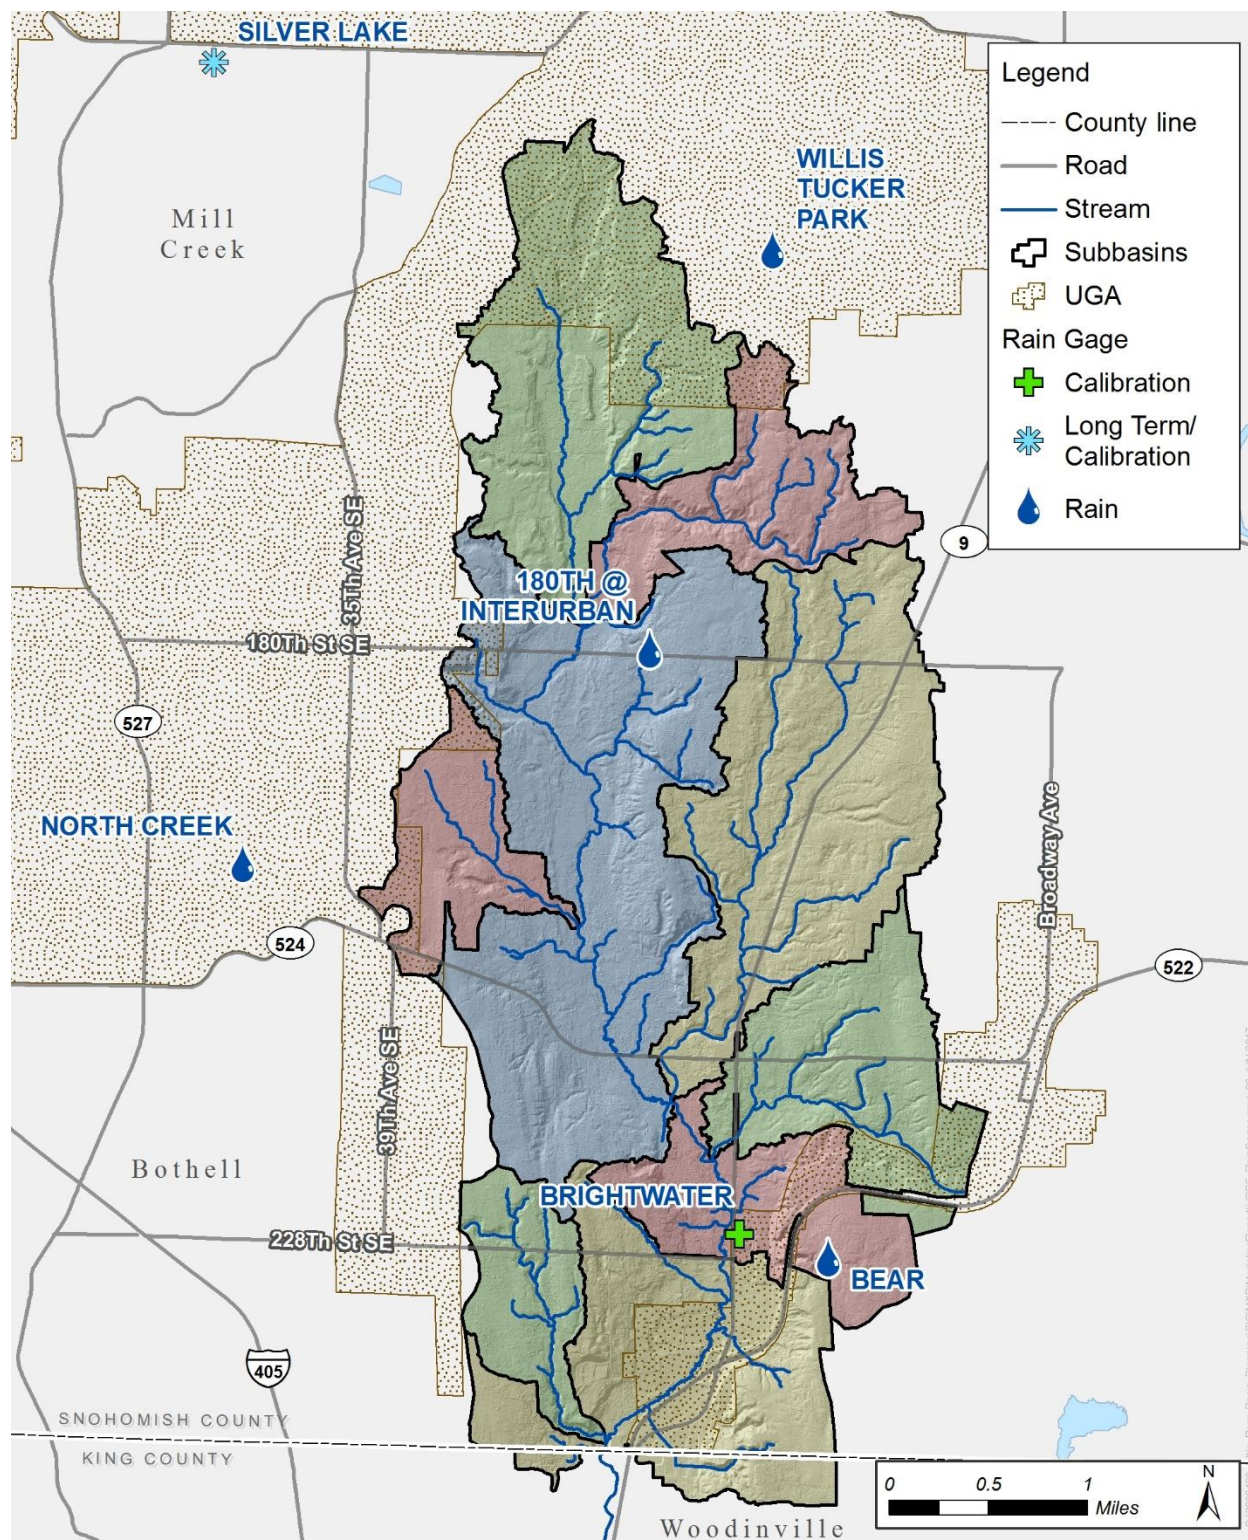 SILVER LAKE
WILLIS
TUCKER
PARK
Mill
Creek
Legend
County line
Road
Stream
Subbasins
UGA
Rain Gage
Calibration
Long Term/
Calibration
Rain
9
35Th Ave SE
180TH @
INTERURBAN
180Th St SE
527
NORTH CREEK
Broadway Ave
524
522
39Th Ave SE
Bothell
BRIGHTWATER
228Th St SE
BEAR
405
SNOHOMISH COUNTY
KING COUNTY
0 0.5 1
Miles
N
Woodinville